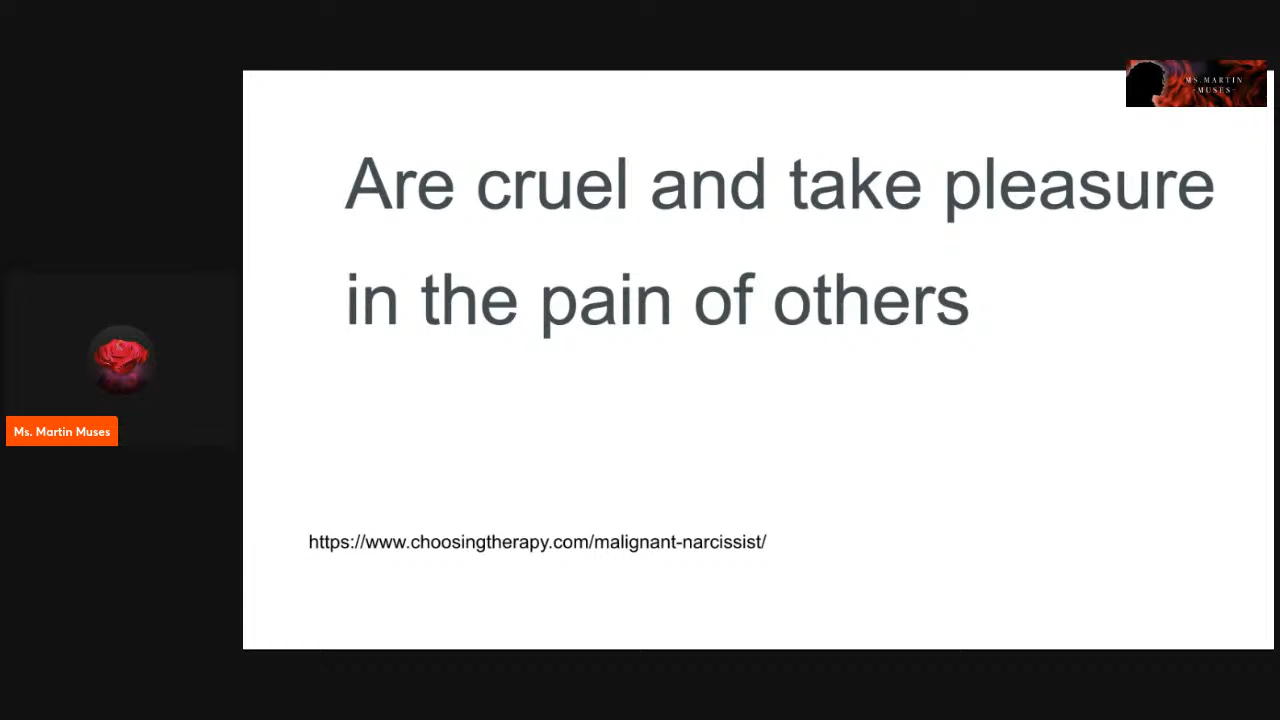 MS.MARTIN
-MUSES-
Are cruel and take pleasure
in the pain of others
Ms. Martin Muses
https://www.choosingtherapy.com/malignant-narcissist/